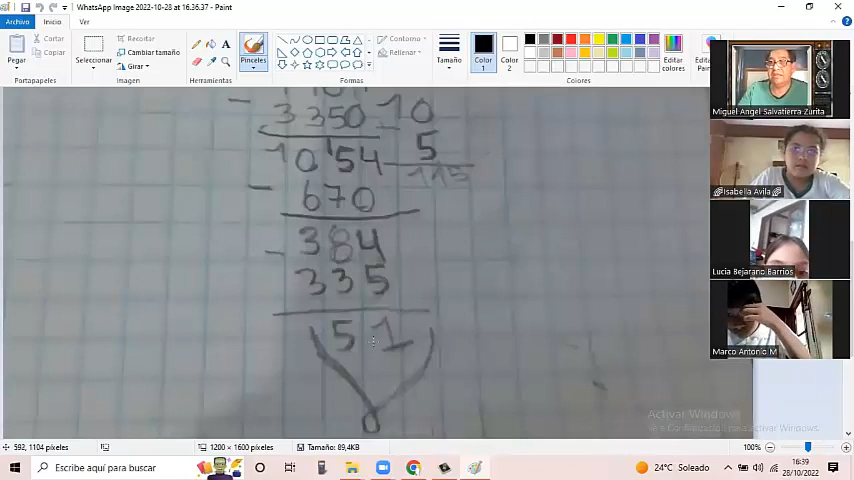 WhatsApp Image 2022-10-28 at 16.36.37 - Paint
Archivo Inicio Ver
Pegar
Cortar
Copiar
Portapapeles
Seleccionar
Recortar
Cambiar tamaño
Girar
Imagen
A
Herramientas
Pinceles
Contorno
Rellenar
Formas
Tamaño
Color 1
Color 2
Colores
Editar colores
3350 10
1054 5
115
- 670
384
- 335
51
0
Miguel Angel Salvatierra Zurita
Isabella Avila
Lucia Bejarano Barrios
Marco Antonio M
Activar Windows
592, 1104 píxeles
1200 × 1600 píxeles
Tamaño: 89,4KB
100%
Escribe aquí para buscar
24°C Soleado
16:39
28/10/2022